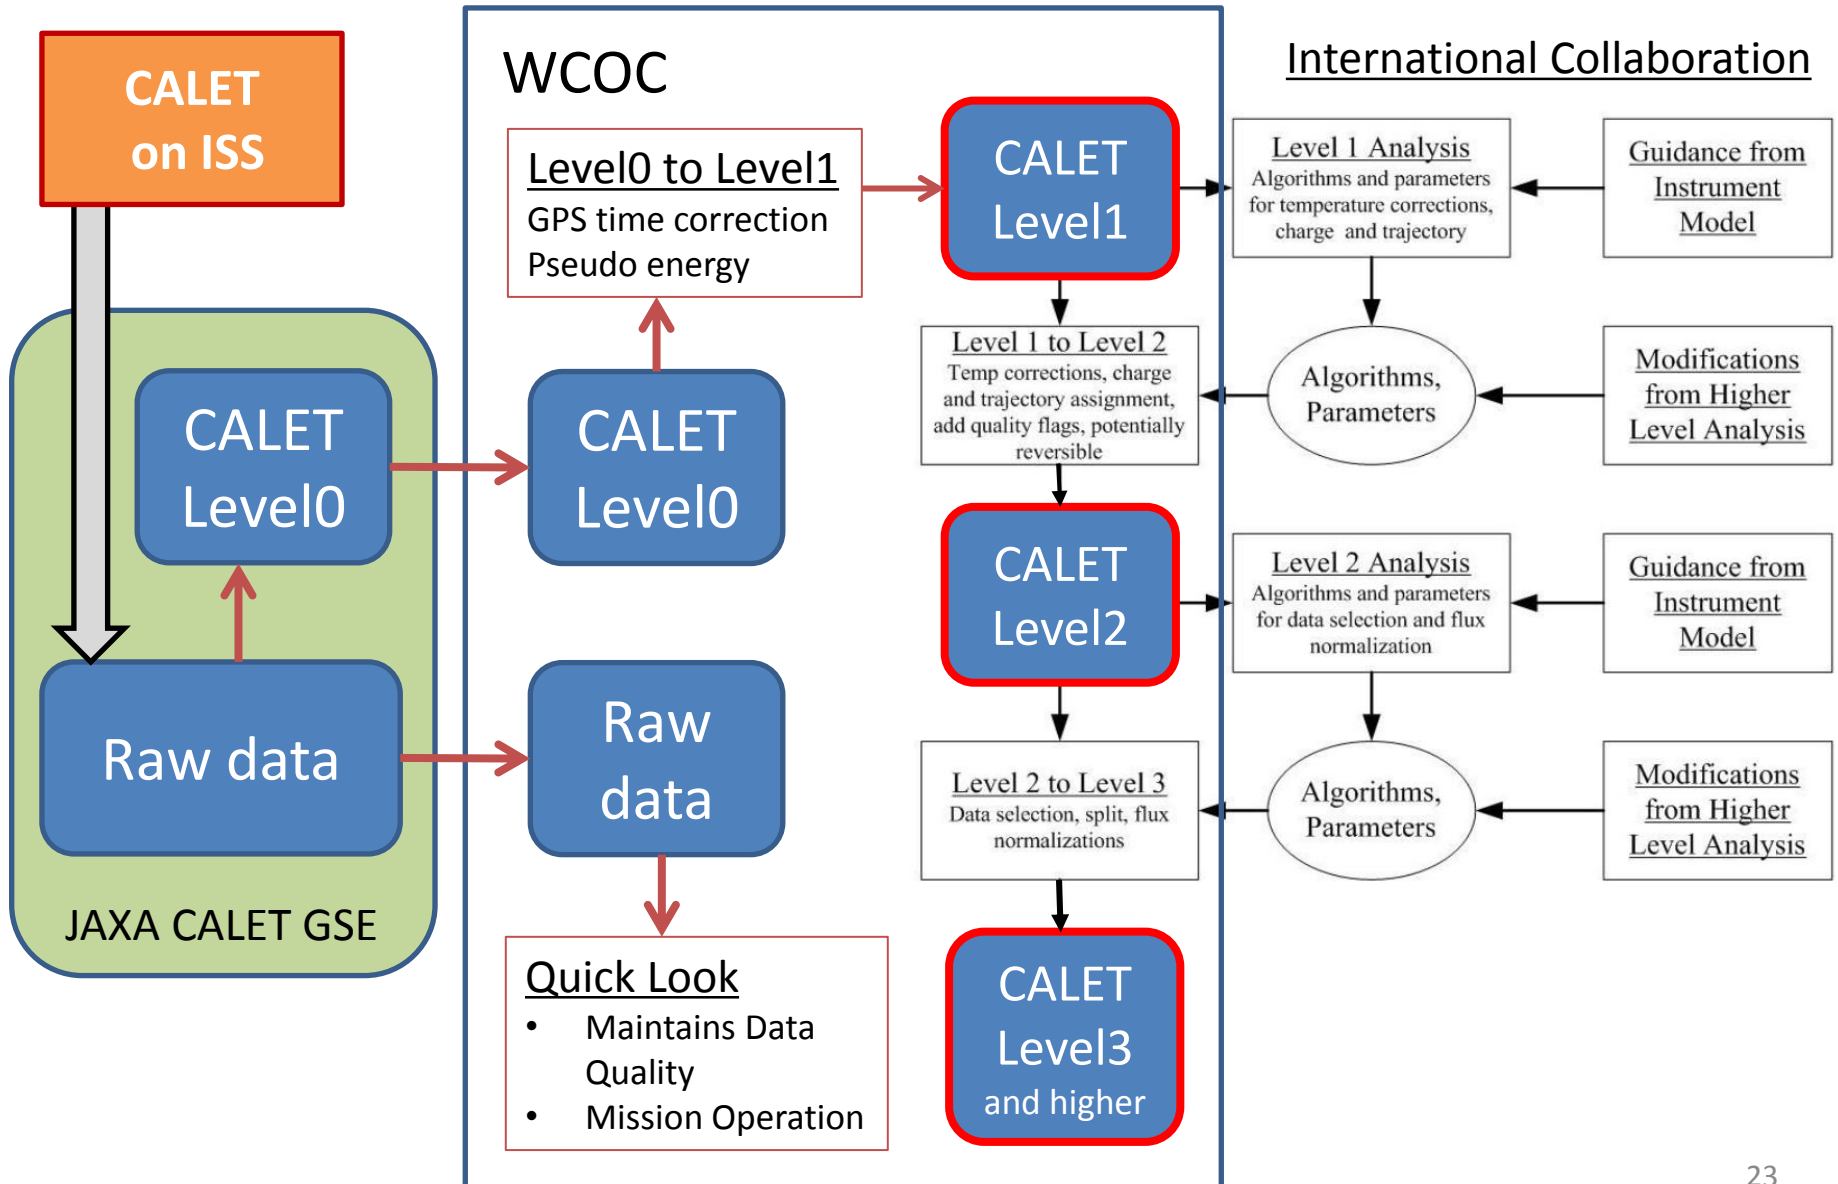 CALET
on ISS
CALET
Level0
Raw data
JAXA CALET GSE
WCOC
Level0 to Level1
GPS time correction
Pseudo energy
CALET
Level0
Raw
data
Quick Look
• Maintains Data
Quality
• Mission Operation
CALET
Level1
Level 1 to Level 2
Temp corrections, charge
and trajectory assignment,
add quality flags, potentially
reversible
CALET
Level2
Level 2 to Level 3
Data selection, split, flux
normalizations
CALET
Level3
and higher
International Collaboration
Level 1 Analysis
Algorithms and parameters
for temperature corrections,
charge and trajectory
Guidance from
Instrument
Model
Algorithms,
Parameters
Modifications
from Higher
Level Analysis
Level 2 Analysis
Algorithms and parameters
for data selection and flux
normalization
Guidance from
Instrument
Model
Algorithms,
Parameters
Modifications
from Higher
Level Analysis
23